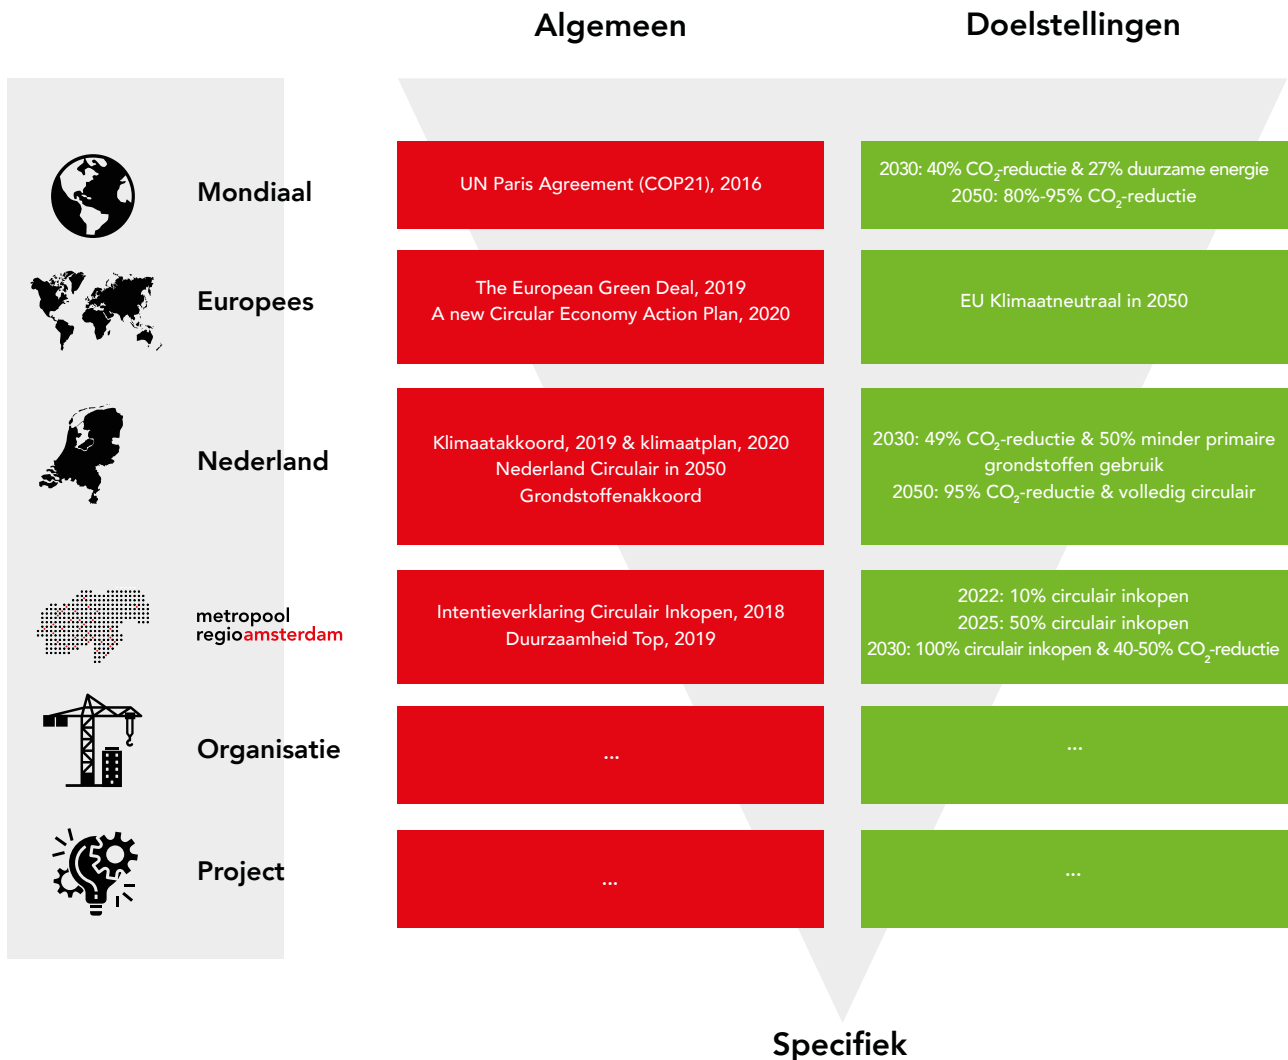 Algemeen
Doelstellingen
Mondiaal
UN Paris Agreement (COP21), 2016
2030: 40% CO₂-reductie & 27% duurzame energie
2050: 80%-95% CO₂-reductie
Europees
The European Green Deal, 2019
A new Circular Economy Action Plan, 2020
EU Klimaatneutraal in 2050
Nederland
Klimaatakkoord, 2019 & klimaatplan, 2020
Nederland Circulair in 2050
Grondstoffenakkoord
2030: 49% CO₂-reductie & 50% minder primaire
grondstoffen gebruik
2050: 95% CO₂-reductie & volledig circulair
metropool
regioamsterdam
Intentieverklaring Circulair Inkopen, 2018
Duurzaamheid Top, 2019
2022: 10% circulair inkopen
2025: 50% circulair inkopen
2030: 100% circulair inkopen & 40-50% CO₂-reductie
Organisatie
...
...
Project
...
...
Specifiek